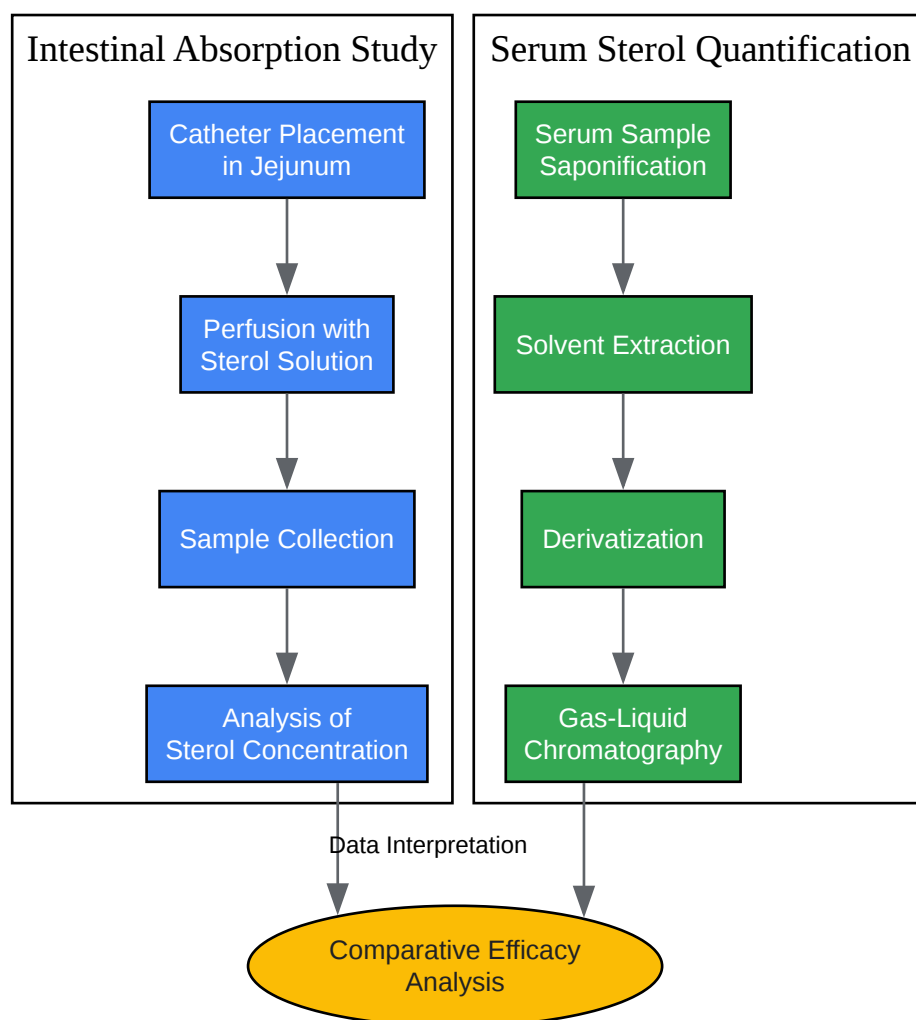 Intestinal Absorption Study
Catheter Placement
in Jejunum
Perfusion with
Sterol Solution
Sample Collection
Analysis of
Sterol Concentration
Serum Sterol Quantification
Serum Sample
Saponification
Solvent Extraction
Derivatization
Gas-Liquid
Chromatography
Data Interpretation
Comparative Efficacy
Analysis